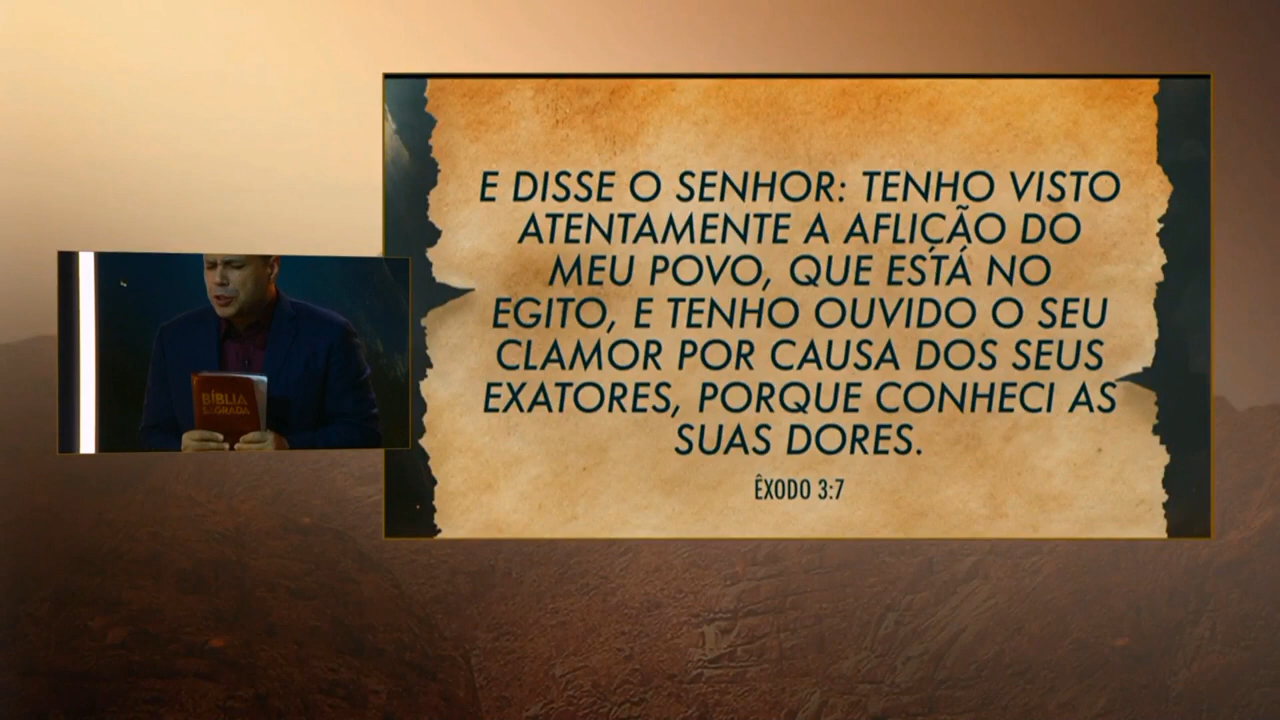 E DISSE O SENHOR: TENHO VISTO
ATENTAMENTE A AFLIÇÃO DO
MEU POVO, QUE ESTÁ NO
EGITO, E TENHO OUVIDO O SEU
CLAMOR POR CAUSA DOS SEUS
EXATORES, PORQUE CONHECI AS
SUAS DORES.
ÊXODO 3:7
BÍBLIA
SAGRADA